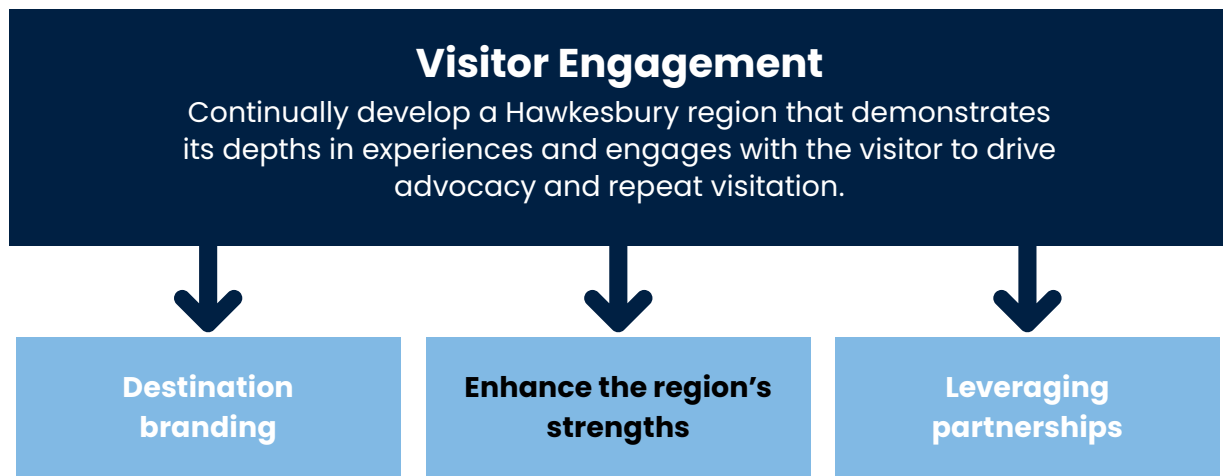 Visitor Engagement
Continually develop a Hawkesbury region that demonstrates
its depths in experiences and engages with the visitor to drive
advocacy and repeat visitation.
Destination
branding
Enhance the region’s
strengths
Leveraging
partnerships